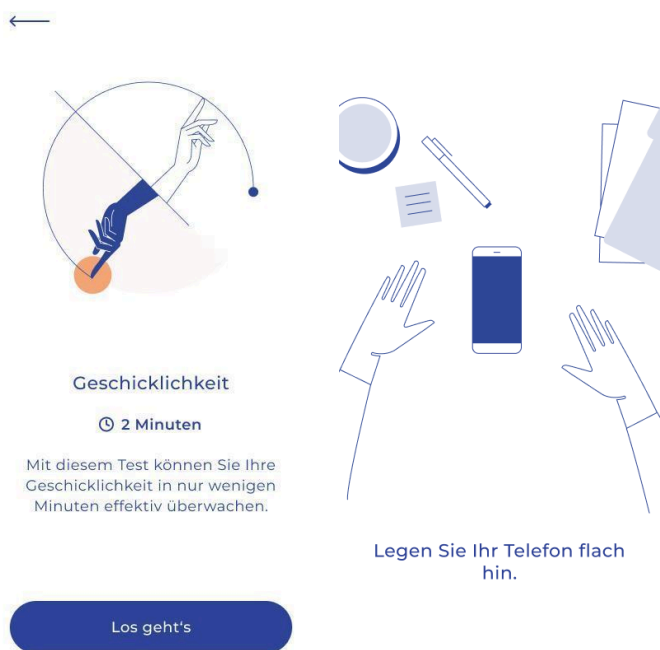 Geschicklichkeit
2 Minuten
Mit diesem Test können Sie Ihre
Geschicklichkeit in nur wenigen
Minuten effektiv überwachen.
Los geht's
Legen Sie Ihr Telefon flach
hin.